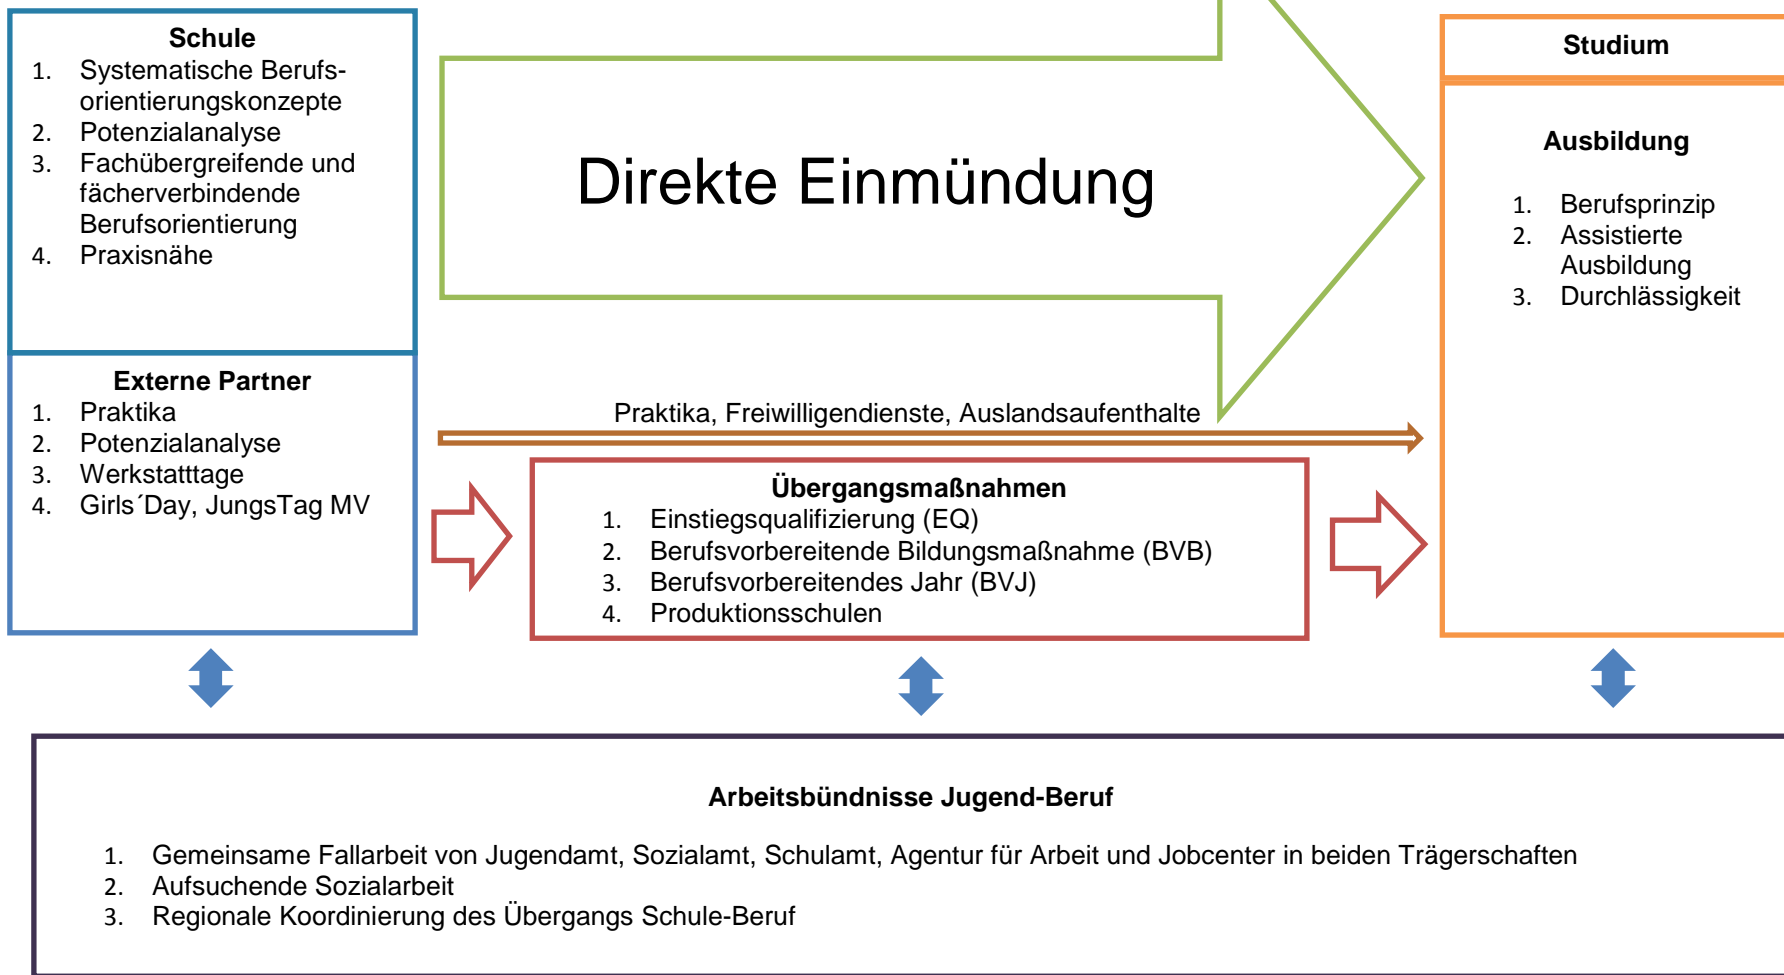 Schule
1. Systematische Berufs-
orientierungskonzepte
2. Potenzialanalyse
3. Fachübergreifende und
fächerverbindende
Berufsorientierung
4. Praxisnähe
Externe Partner
1. Praktika
2. Potenzialanalyse
3. Werkstatttage
4. Girls´Day, JungsTag MV
Direkte Einmündung
Praktika, Freiwilligendienste, Auslandsaufenthalte
Übergangsmaßnahmen
1. Einstiegsqualifizierung (EQ)
2. Berufsvorbereitende Bildungsmaßnahme (BVB)
3. Berufsvorbereitendes Jahr (BVJ)
4. Produktionsschulen
Studium
Ausbildung
1. Berufsprinzip
2. Assistierte
Ausbildung
3. Durchlässigkeit
Arbeitsbündnisse Jugend-Beruf
1. Gemeinsame Fallarbeit von Jugendamt, Sozialamt, Schulamt, Agentur für Arbeit und Jobcenter in beiden Trägerschaften
2. Aufsuchende Sozialarbeit
3. Regionale Koordinierung des Übergangs Schule-Beruf